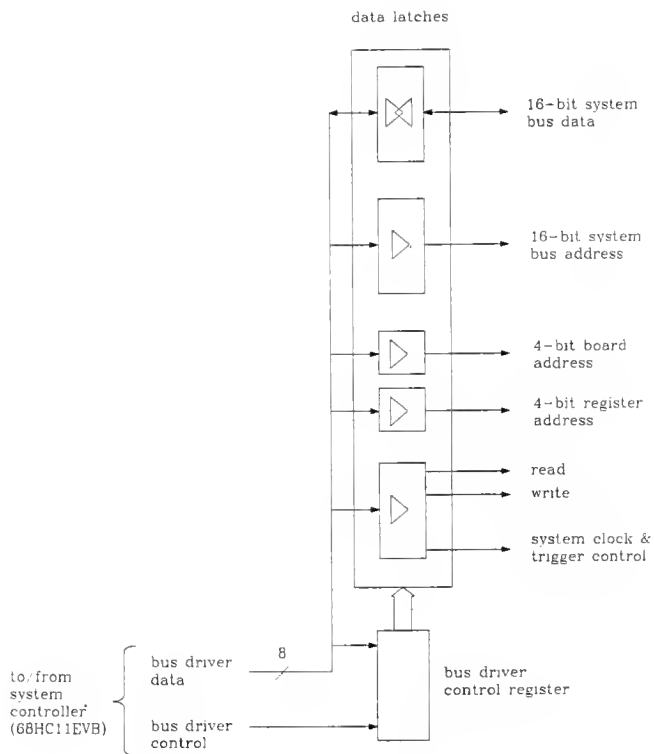 data latches
16-bit system
bus data
16-bit system
bus address
4-bit board
address
4-bit register
address
read
write
system clock &
trigger control
8
bus driver
data
to/from
system
controller
(68HC11EVB)
bus driver
control
bus driver
control register